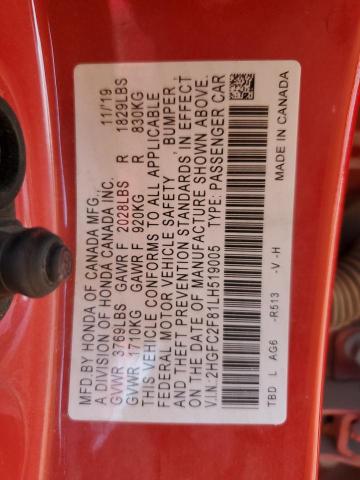 MFD.BY HONDA OF CANADA MFG.,
A DIVISION OF HONDA CANADA INC. 11/19
GVWR 3769LBS GAWR F 2028LBS R 1829LBS
GVWR 1710KG GAWR F 920KG R 830KG
THIS VEHICLE CONFORMS TO ALL APPLICABLE
FEDERAL MOTOR VEHICLE SAFETY BUMPER,
AND THEFT PREVENTION STANDARDS IN EFFECT
ON THE DATE OF MANUFACTURE SHOWN ABOVE.
V.I.N. 2HGFC2F81LH519005 TYPE: PASSENGER CAR
TBD L AG6 -R513 -V -H MADE IN CANADA